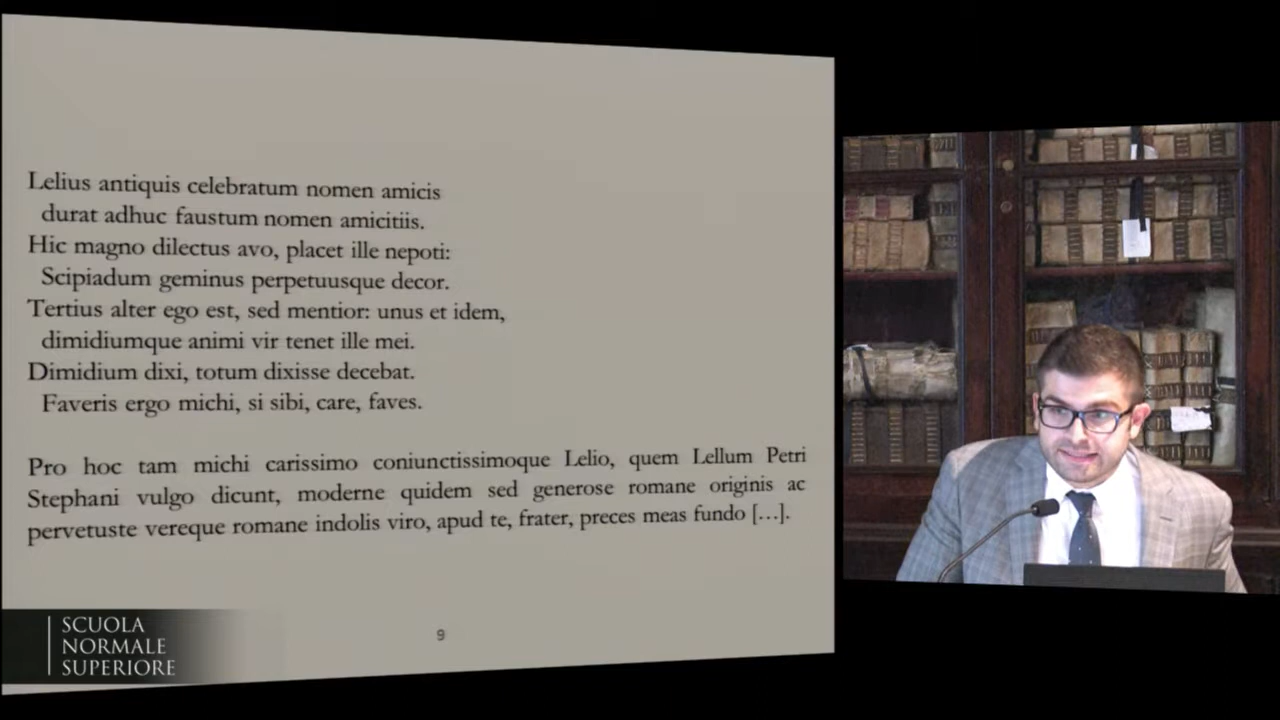 Lelius antiquis celebratum nomen amicis
durat adhuc faustum nomen amicitiis.
Hic magno dilectus avo, placet ille nepoti:
Scipiadum geminus perpetuusque decor.
Tertius alter ego est, sed mentior: unus et idem,
dimidiumque animi vir tenet ille mei.
Dimidium dixi, totum dixisse decebat.
Faveris ergo michi, si sibi, care, faves.
Pro hoc tam michi carissimo coniunctissimoque Lelio, quem Lellum Petri
Stephani vulgo dicunt, moderne quidem sed generose romane originis ac
pervetuste vereque romane indolis viro, apud te, frater, preces meas fundo [...].
9
SCUOLA
NORMALE
SUPERIORE